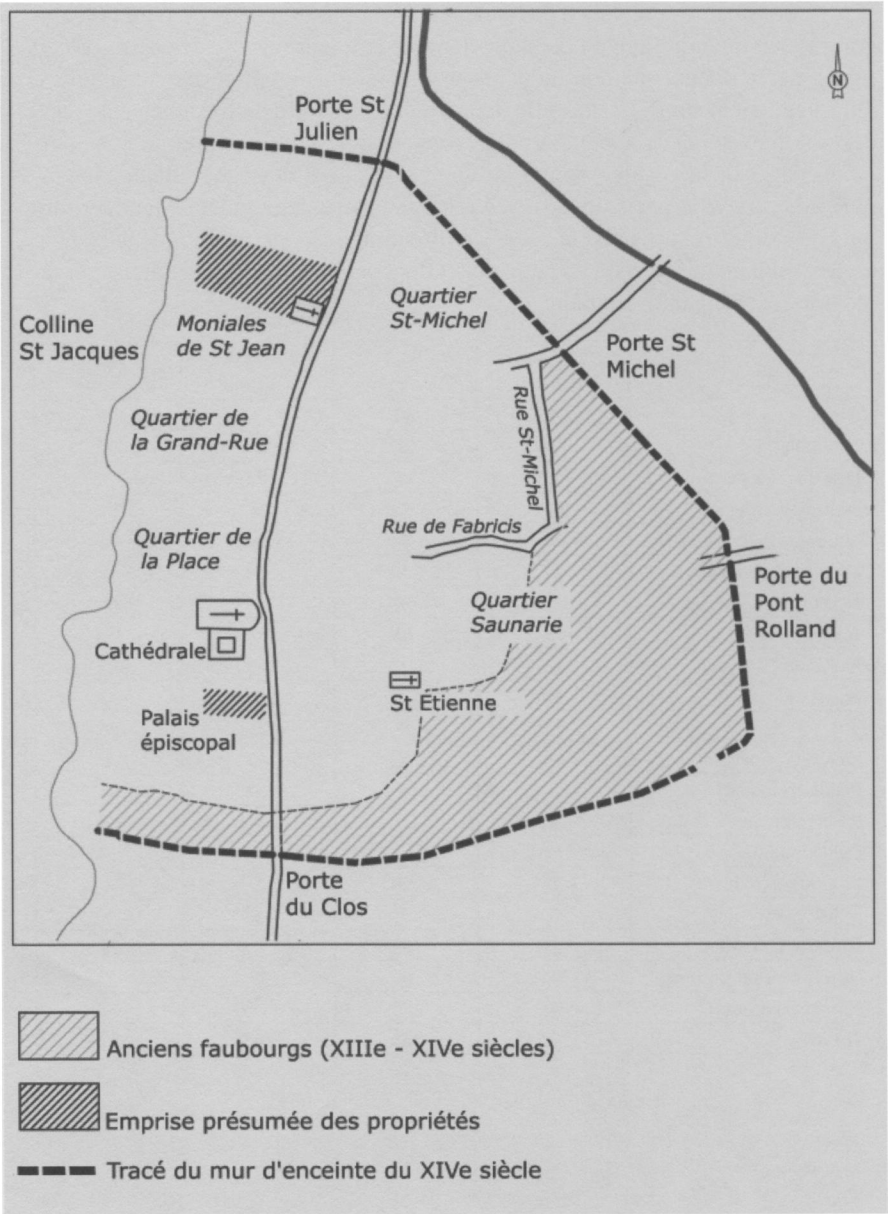 N
Porte St
Julien
Colline
St Jacques
Moniales
de St Jean
Quartier
St-Michel
Porte St
Michel
Quartier de
la Grand-Rue
Rue St-Michel
Quartier de
la Place
Rue de Fabricis
Porte du
Pont
Rolland
Quartier
Saunarie
Cathédrale
St Etienne
Palais
épiscopal
Porte
du Clos
Anciens faubourgs (XIIIe - XIVe siècles)
Emprise présumée des propriétés
Tracé du mur d'enceinte du XIVe siècle